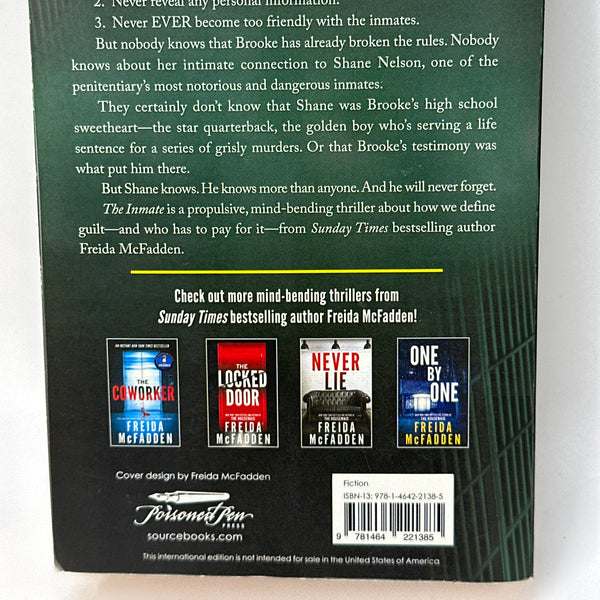 2. Never reveal any personal information.
3. Never EVER become too friendly with the inmates.
But nobody knows that Brooke has already broken the rules. Nobody
knows about her intimate connection to Shane Nelson, one of the
penitentiary's most notorious and dangerous inmates.
They certainly don't know that Shane was Brooke's high school
sweetheart—the star quarterback, the golden boy who's serving a life
sentence for a series of grisly murders. Or that Brooke's testimony was
what put him there.
But Shane knows. He knows more than anyone. And he will never forget.
The Inmate is a propulsive, mind-bending thriller about how we define
guilt—and who has to pay for it—from Sunday Times bestselling author
Freida McFadden.
Check out more mind-bending thrillers from
Sunday Times bestselling author Freida McFadden!
AN INSTANT NEW YORK TIMES BESTSELLER
THE
COWORKER
FREIDA
McFADDEN
THE
LOCKED
DOOR
FREIDA
McFADDEN
NEVER
LIE
FREIDA
McFADDEN
ONE
BY
ONE
FREIDA
McFADDEN
Cover design by Freida McFadden
Poisoned Pen
PRESS
sourcebooks.com
Fiction
ISBN-13: 978-1-4642-2138-5
9 781464 221385
This international edition is not intended for sale in the United States of America